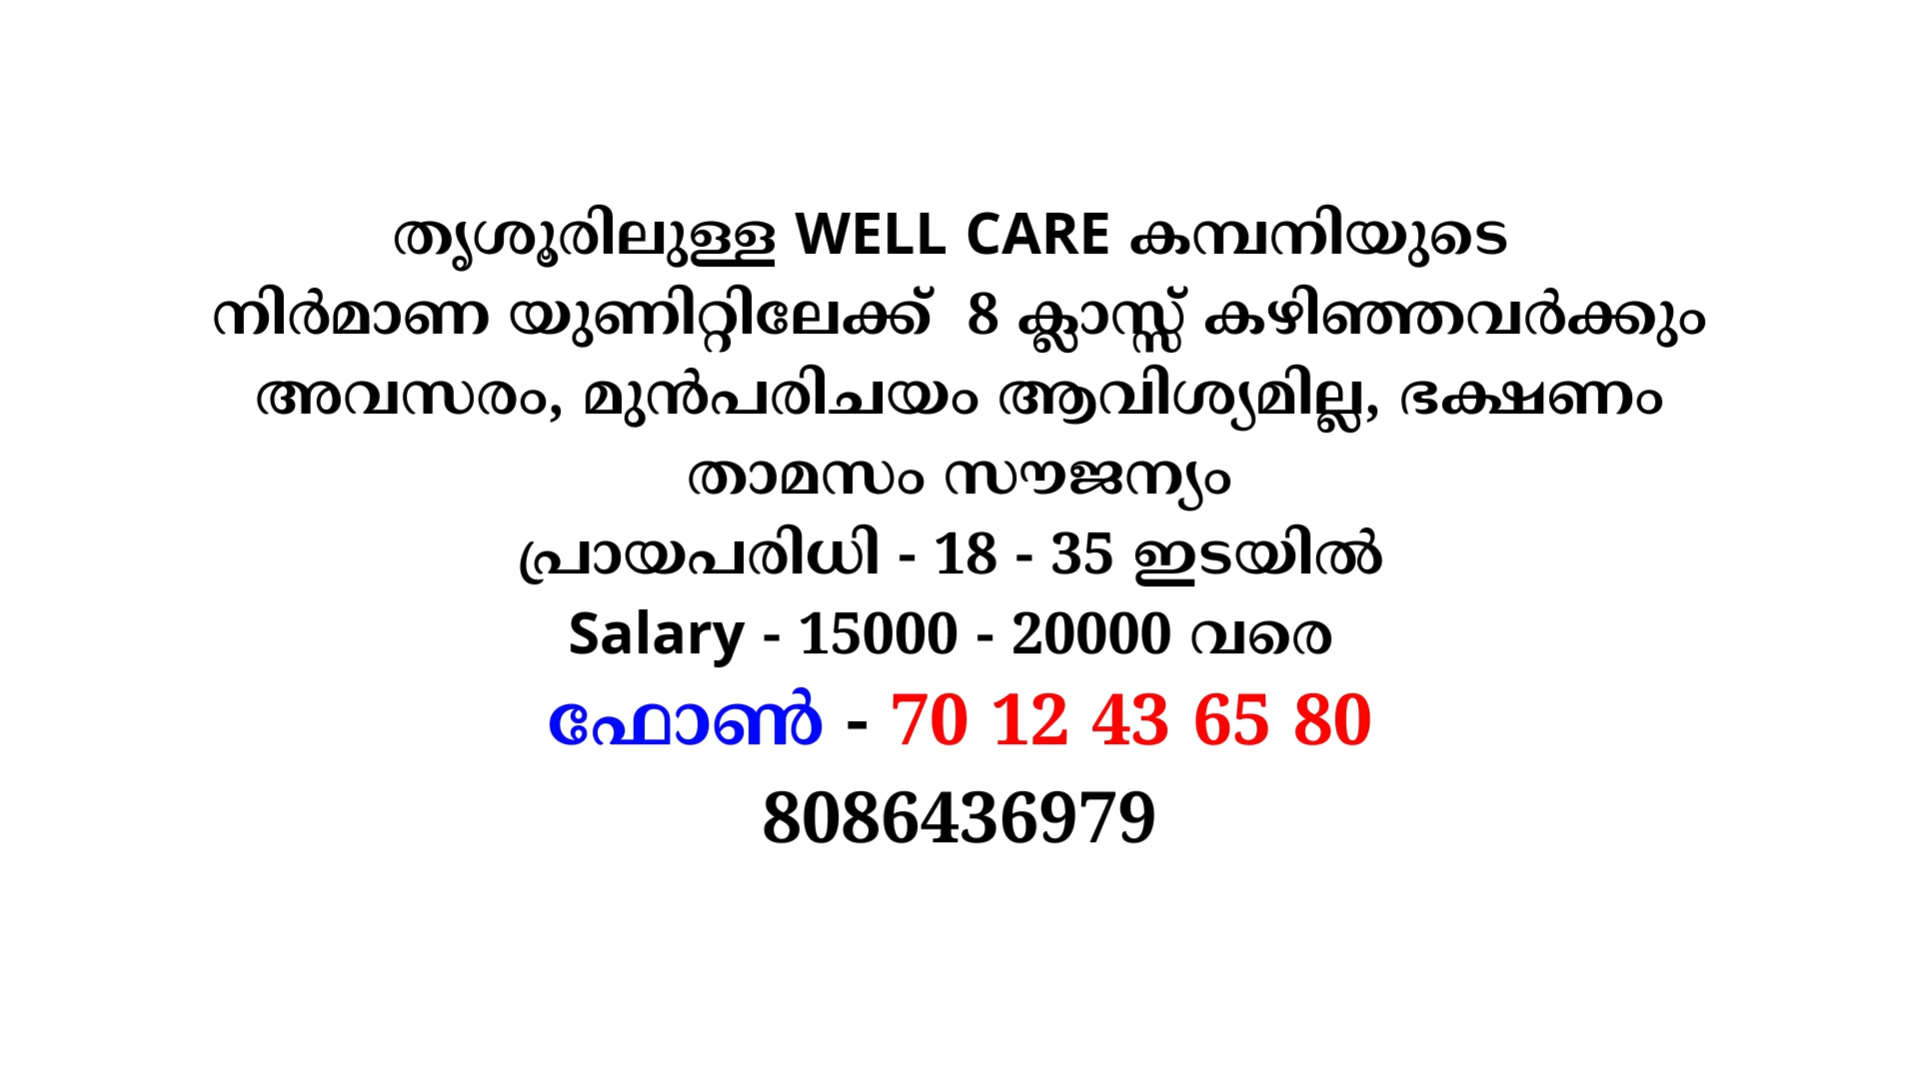 തൃശൂരിലുള്ള WELL CARE കമ്പനിയുടെ
നിർമാണ യുണിറ്റിലേക്ക് 8 ക്ലാസ്സ് കഴിഞ്ഞവർക്കും
അവസരം, മുൻപരിചയം ആവിശ്യമില്ല, ഭക്ഷണം
താമസം സൗജന്യം
പ്രായപരിധി - 18 - 35 ഇടയിൽ
Salary - 15000 - 20000 വരെ
ഫോൺ - 70 12 43 65 80
8086436979